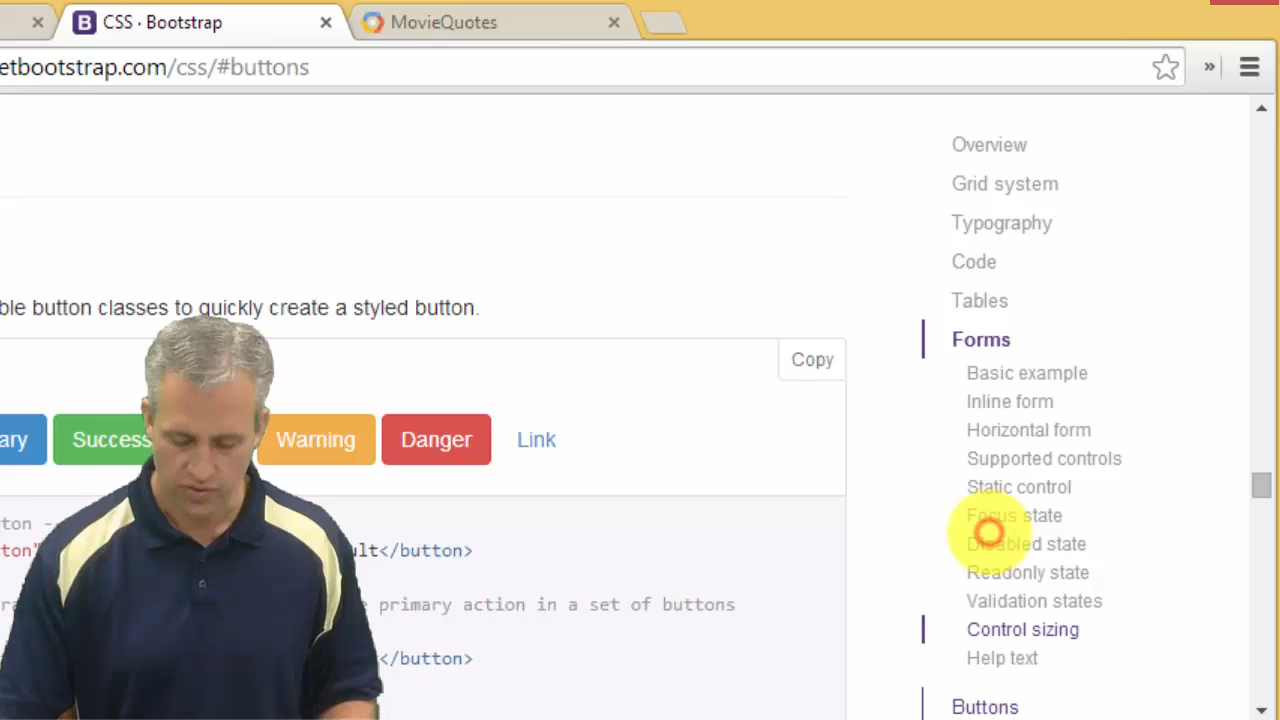 CSS · Bootstrap
MovieQuotes
etbootstrap.com/css/#buttons
Overview
Grid system
Typography
Code
Tables
ble button classes to quickly create a styled button.
Forms
Copy
Basic example
Inline form
Horizontal form
ary
Success
Warning
Danger
Link
Supported controls
Static control
Focus state
ton -
Disabled state
ton"
ult</button>
Readonly state
Validation states
primary action in a set of buttons
Control sizing
</button>
Help text
Buttons